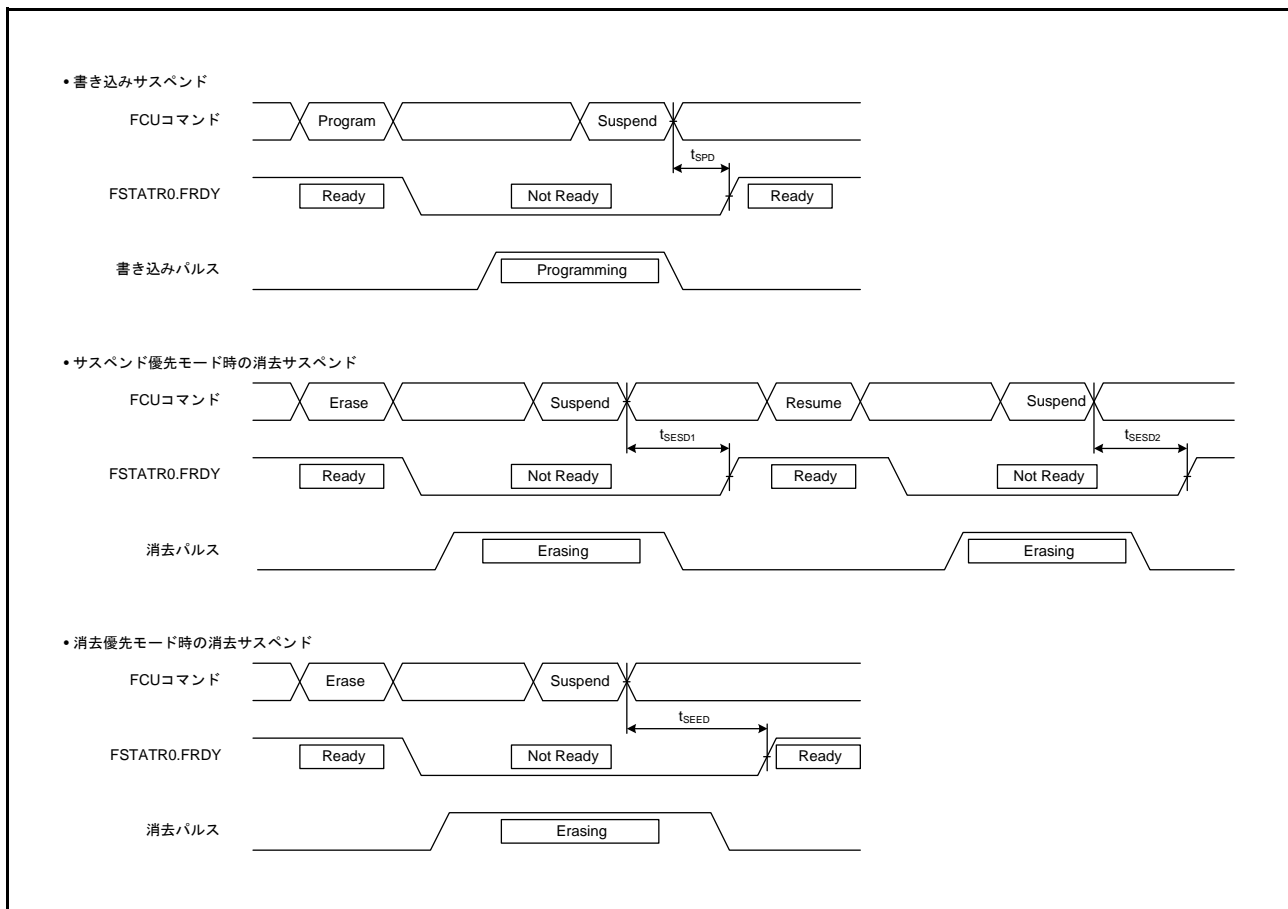 • 書き込みサスペンド
FCUコマンド Program Suspend
tSPD
FSTATR0.FRDY Ready Not Ready Ready
書き込みパルス Programming
• サスペンド優先モード時の消去サスペンド
FCUコマンド Erase Suspend Resume Suspend
tSESD1 tSESD2
FSTATR0.FRDY Ready Not Ready Ready Not Ready
消去パルス Erasing Erasing
• 消去優先モード時の消去サスペンド
FCUコマンド Erase Suspend
tSEED
FSTATR0.FRDY Ready Not Ready Ready
消去パルス Erasing